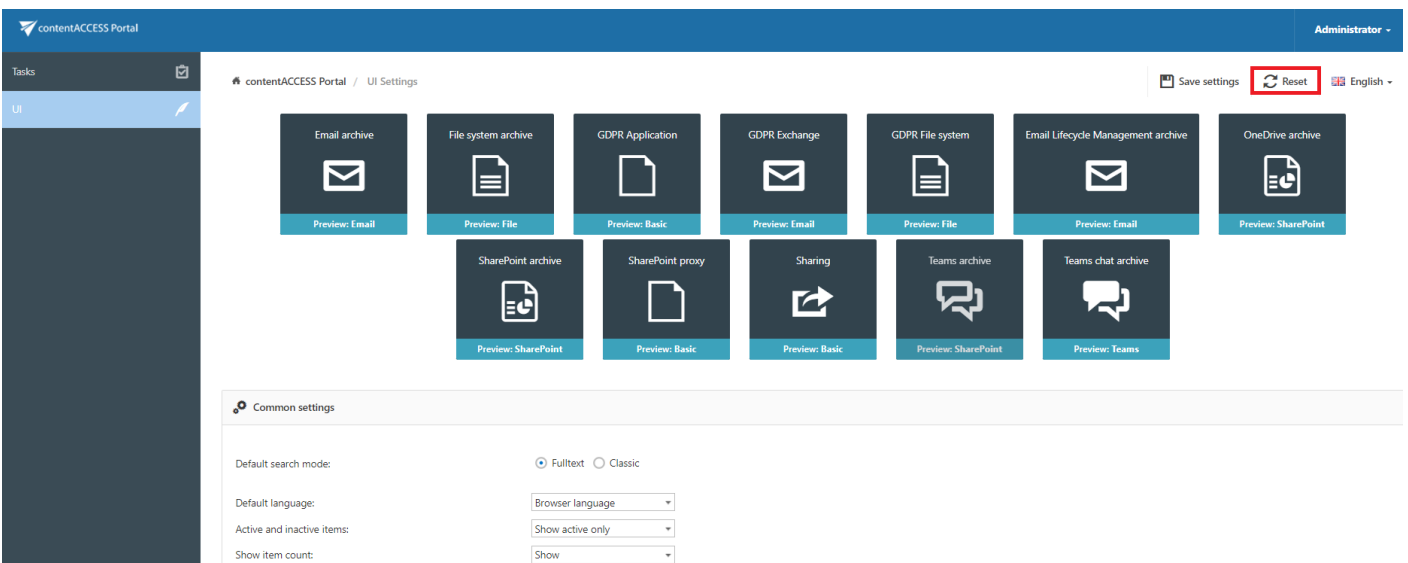 contentACCESS Portal
Administrator
Tasks
UI
contentACCESS Portal / UI Settings
Save settings
Reset
English
Email archive
File system archive
GDPR Application
GDPR Exchange
GDPR File system
Email Lifecycle Management archive
OneDrive archive
Preview: Email
Preview: File
Preview: Basic
Preview: Email
Preview: File
Preview: Email
Preview: SharePoint
SharePoint archive
SharePoint proxy
Sharing
Teams archive
Teams chat archive
Preview: SharePoint
Preview: Basic
Preview: Basic
Preview: SharePoint
Preview: Teams
Common settings
Default search mode:
Fulltext
Classic
Default language:
Browser language
Active and inactive items:
Show active only
Show item count:
Show